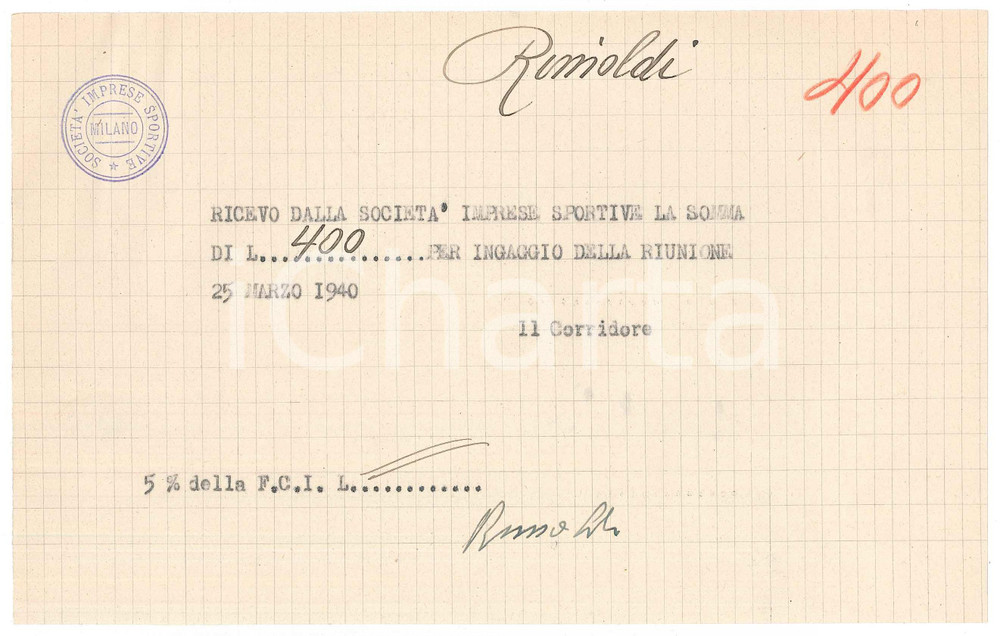 Rimoldi
400
SOCIETA' IMPRESE SPORTIVE
MILANO
RICEVO DALLA SOCIETA' IMPRESE SPORTIVE LA SOMMA
DI L...400...........PER INGAGGIO DELLA RIUNIONE
25 MARZO 1940
Il Corridore
iCharta
5 % della F.C.I. L............
Rimoldi